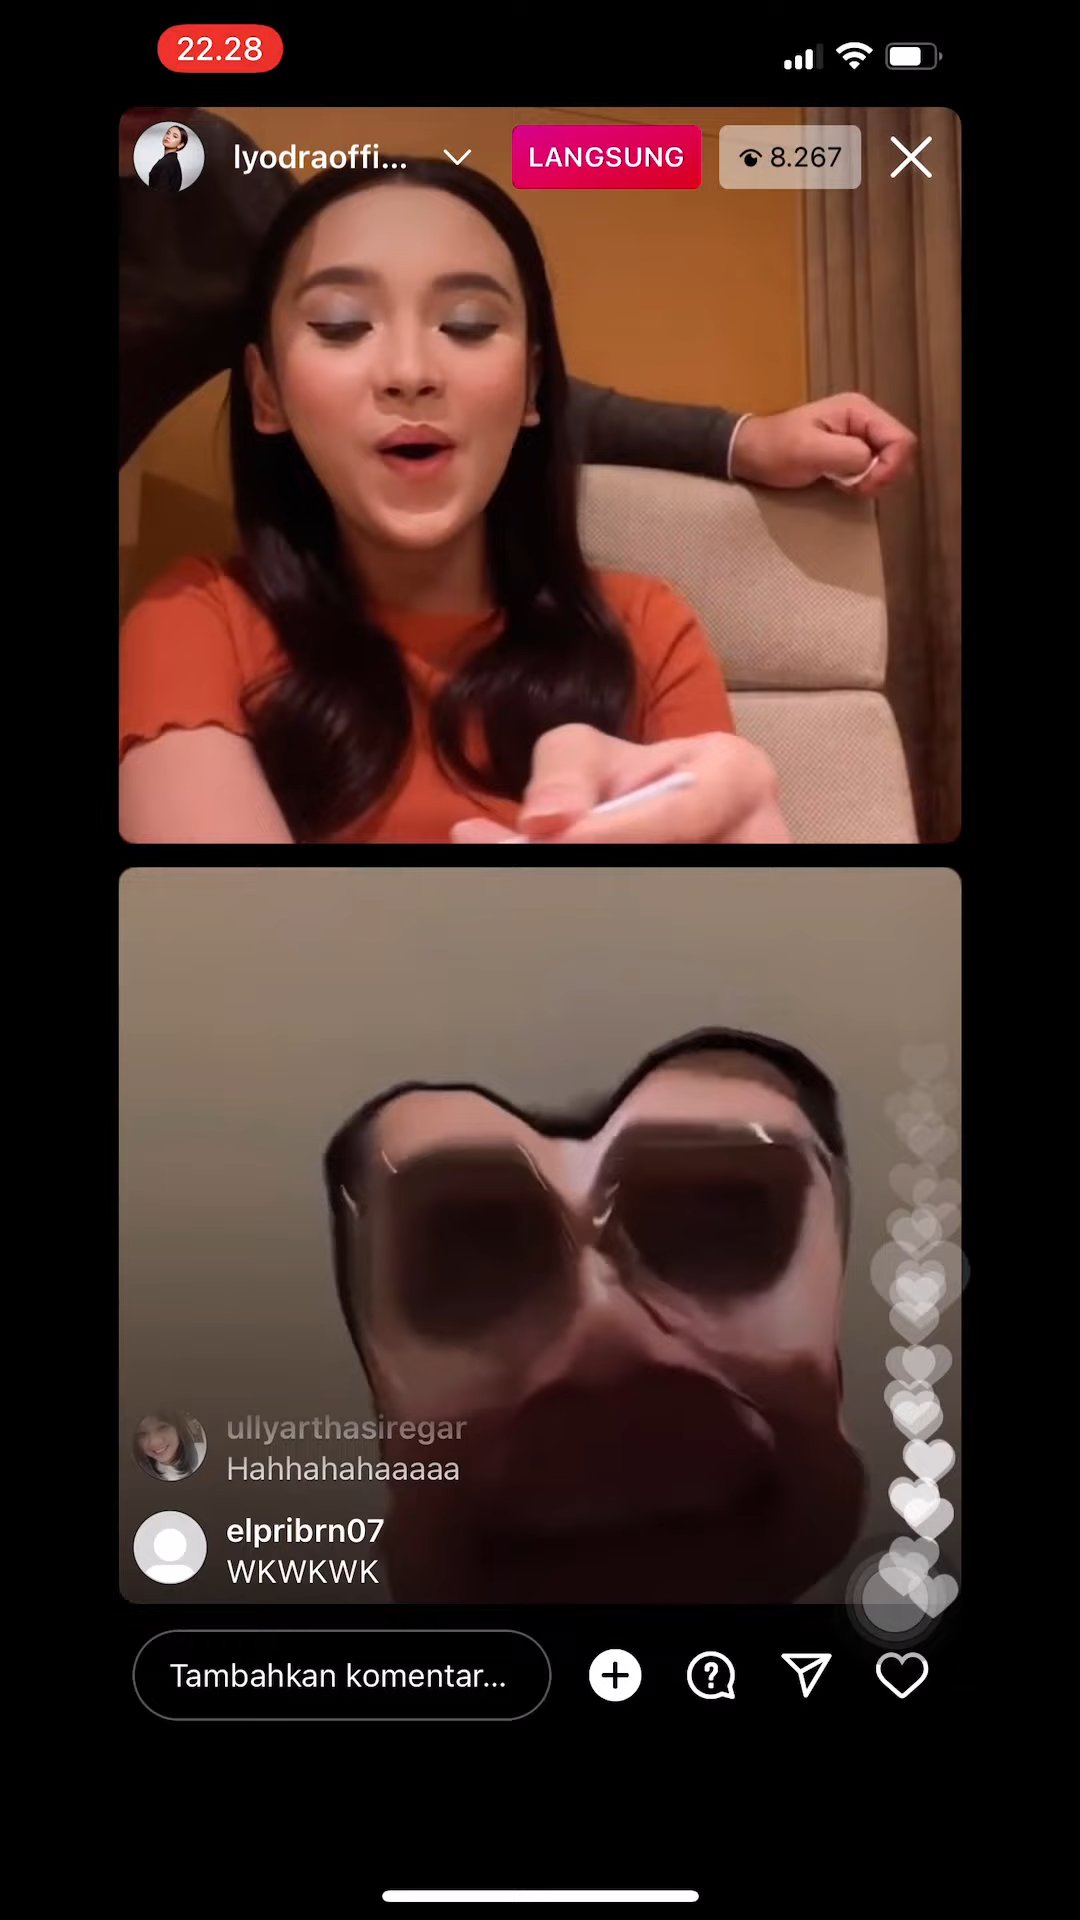 22.28
lyodraoffi...
LANGSUNG
8.267
ullyarthasiregar
Hahhahahaaaaa
elpribrn07
WKWKWK
Tambahkan komentar...